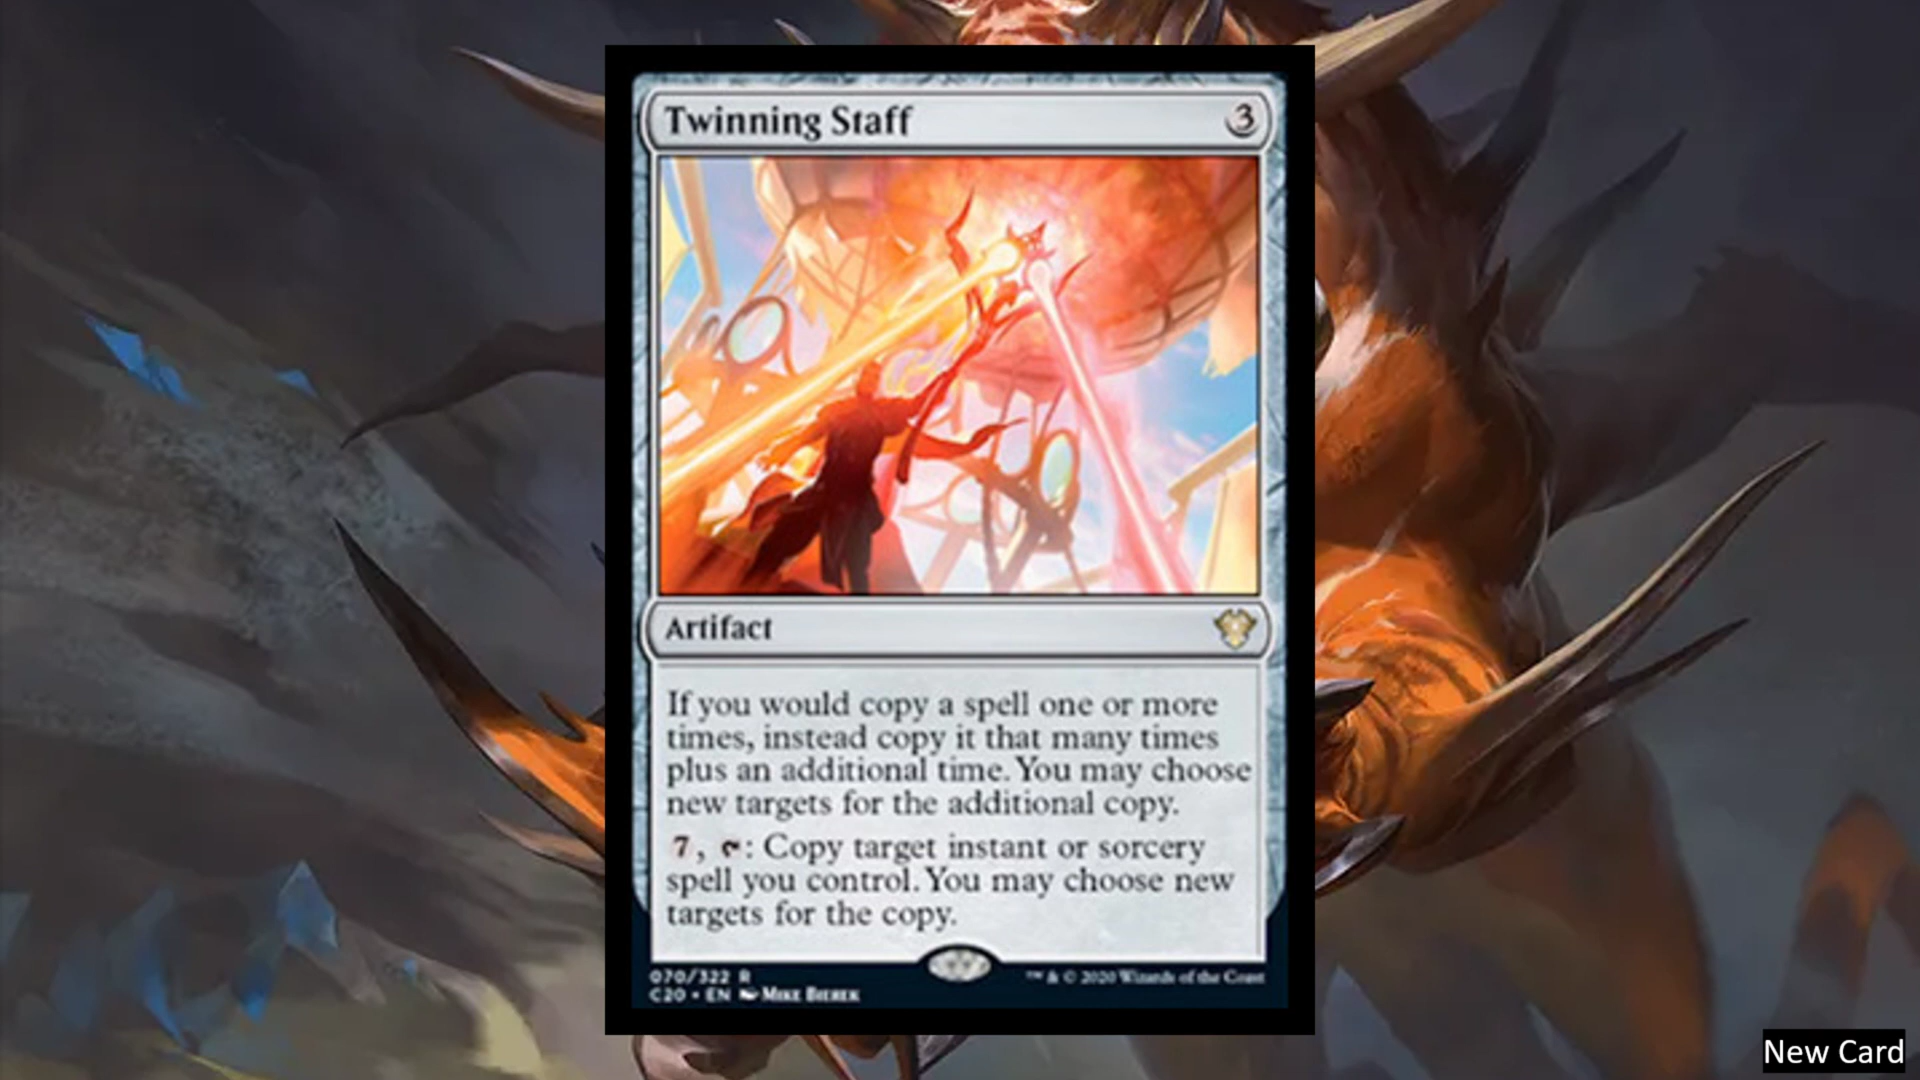 Twinning Staff 3
Artifact
If you would copy a spell one or more
times, instead copy it that many times
plus an additional time. You may choose
new targets for the additional copy.
7, : Copy target instant or sorcery
spell you control. You may choose new
targets for the copy.
070/322 R
™ & © 2020 Wizards of the Coast
C20 • EN Mike Bierek
New Card